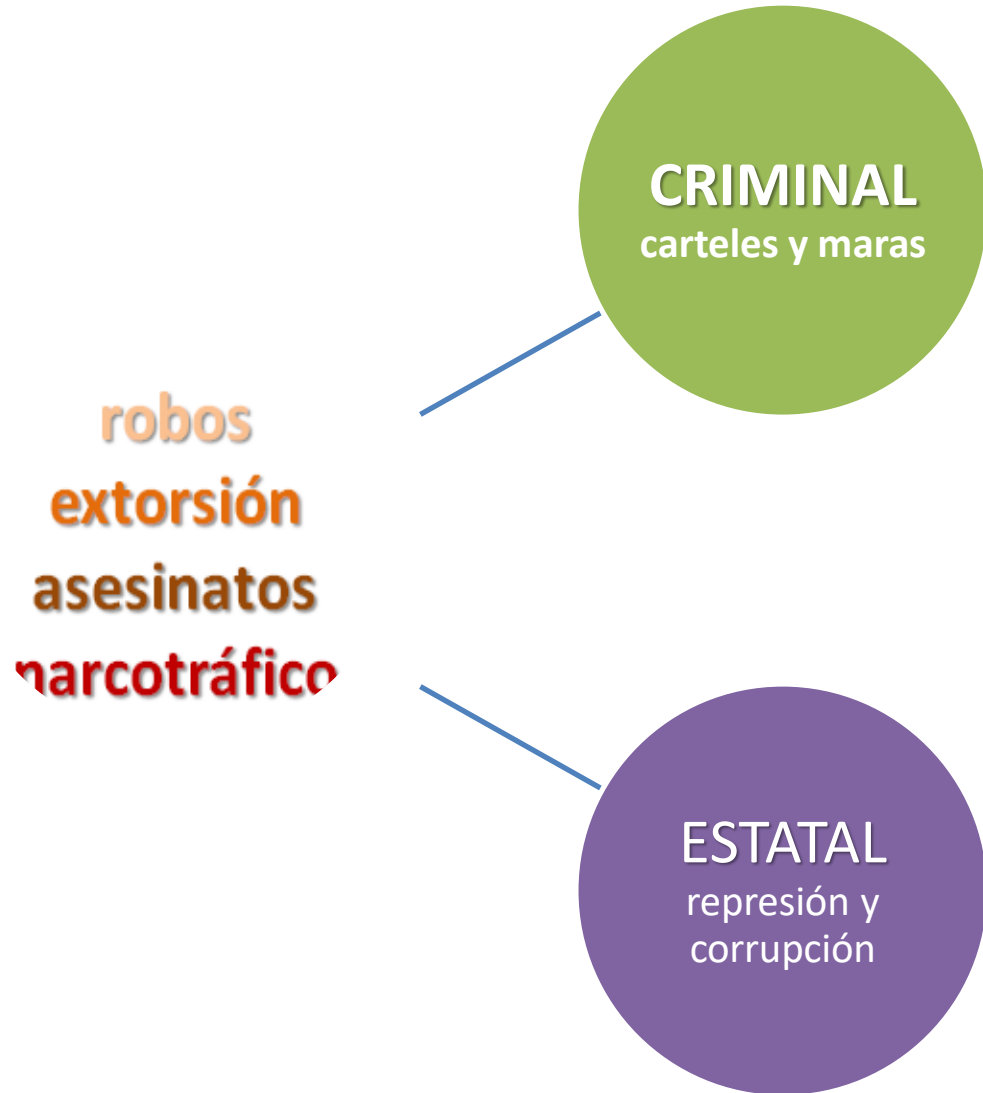 robos
extorsión
asesinatos
narcotráfico
CRIMINAL
carteles y maras
ESTATAL
represión y
corrupción